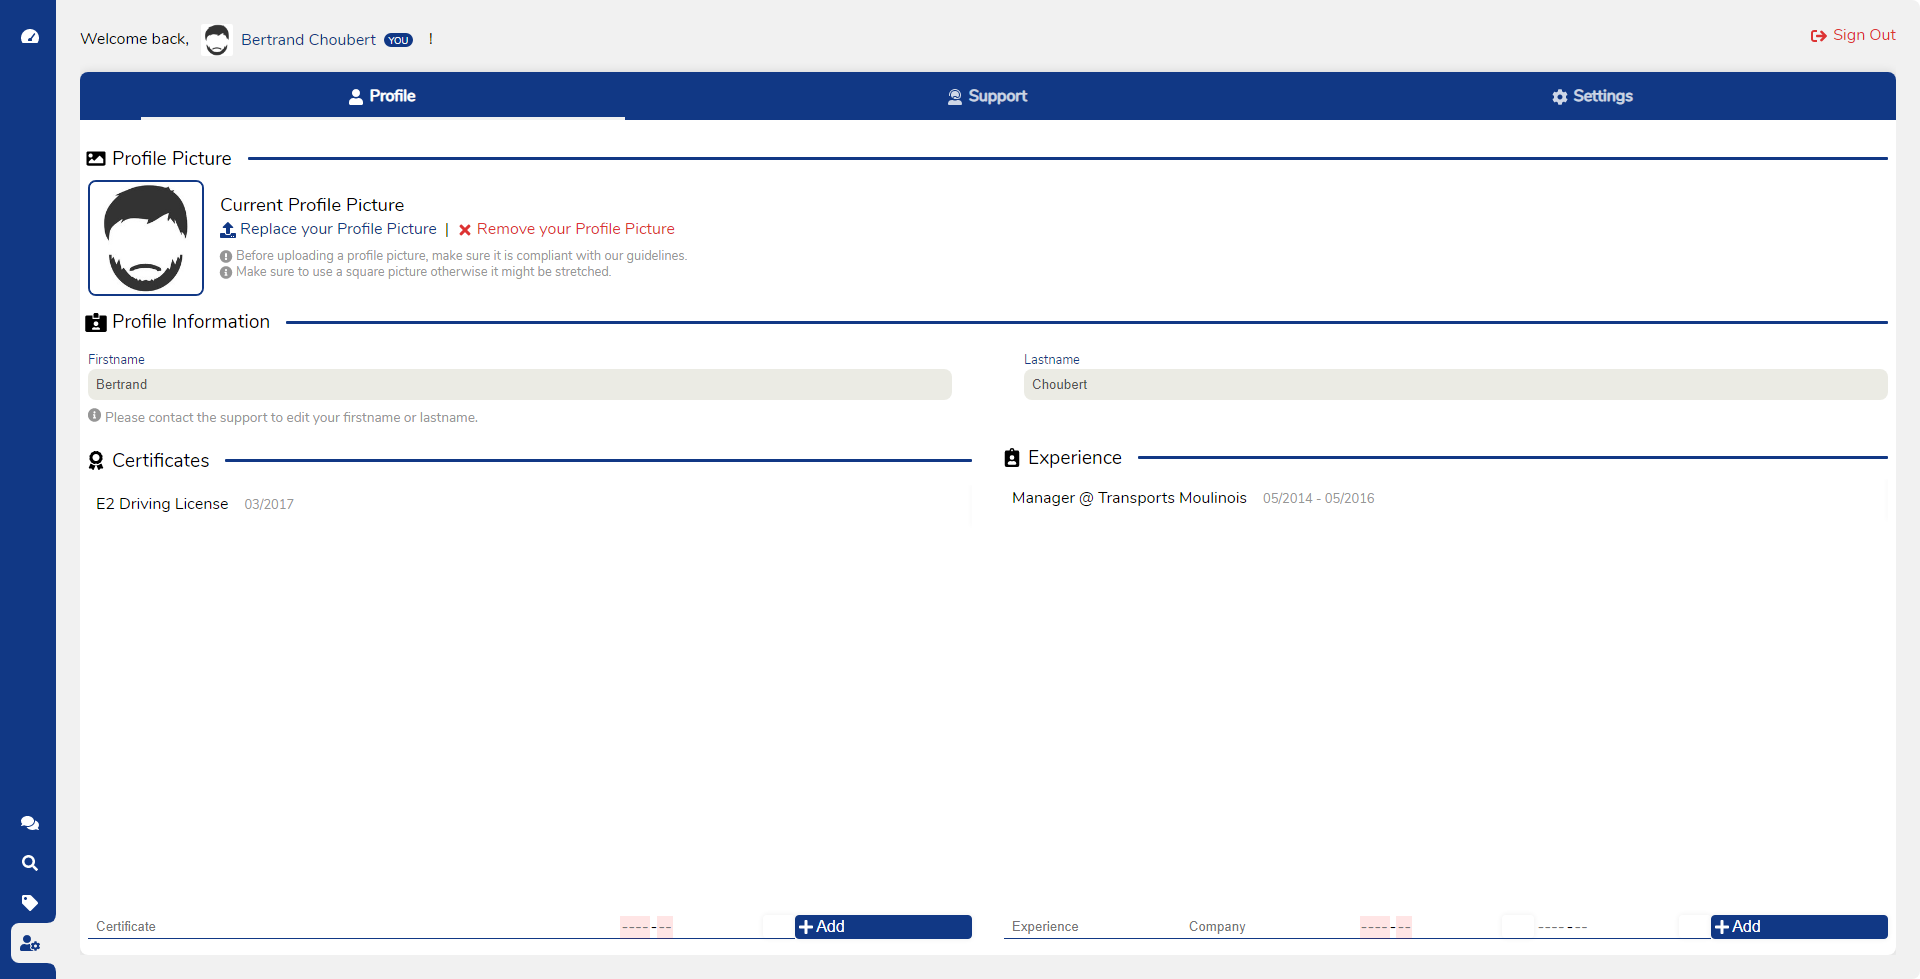 Welcome back, Bertrand Choubert YOU !
Sign Out
Profile
Support
Settings
Profile Picture
Current Profile Picture
Replace your Profile Picture | Remove your Profile Picture
Before uploading a profile picture, make sure it is compliant with our guidelines.
Make sure to use a square picture otherwise it might be stretched.
Profile Information
Firstname
Bertrand
Lastname
Choubert
Please contact the support to edit your firstname or lastname.
Certificates
E2 Driving License 03/2017
Experience
Manager @ Transports Moulinois 05/2014 - 05/2016
Certificate ---- -- Add
Experience Company ---- -- ---- -- Add